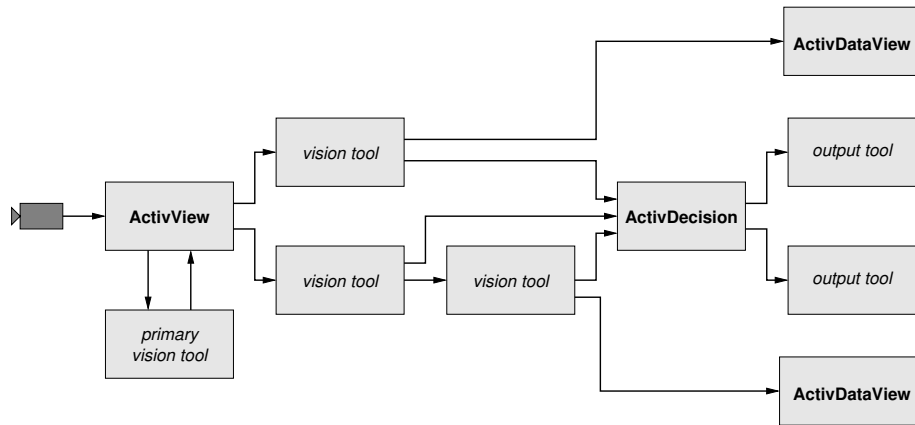 ActivDataView
vision tool
output tool
ActivView
ActivDecision
vision tool
vision tool
output tool
primary
vision tool
ActivDataView